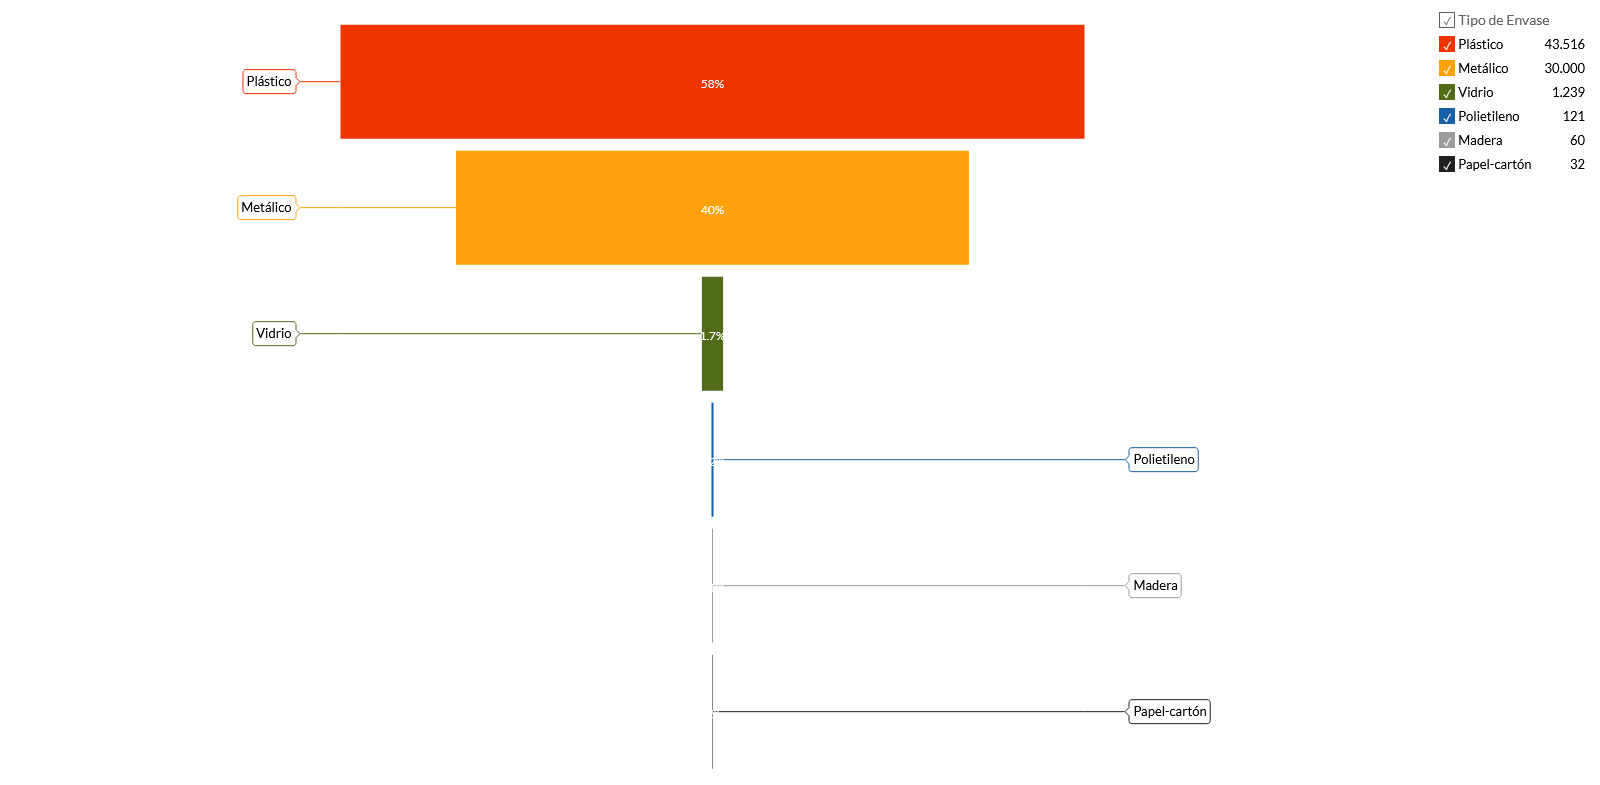 Tipo de Envase
Plástico 43.516
Metálico 30.000
Vidrio 1.239
Polietileno 121
Madera 60
Papel-cartón 32
Plástico
58%
Metálico
40%
Vidrio
1.7%
Polietileno
Madera
Papel-cartón